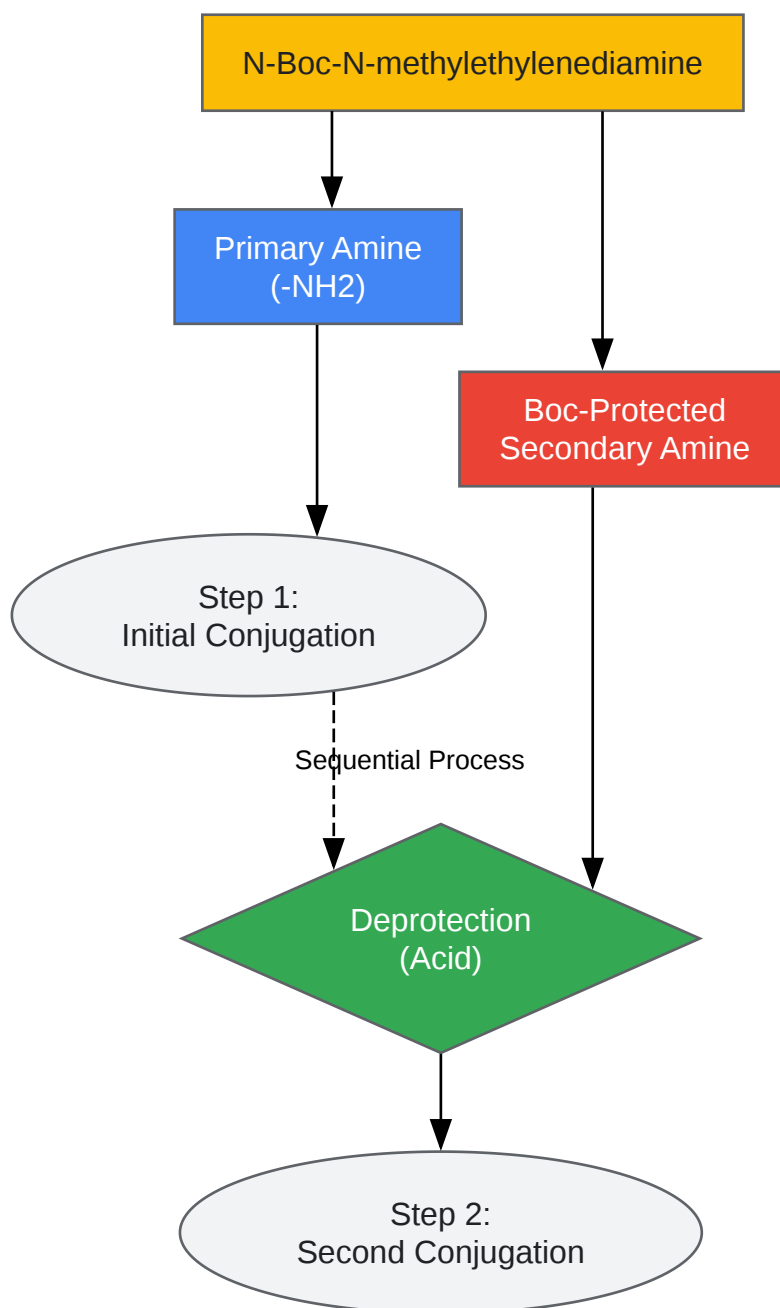 N-Boc-N-methylethylenediamine
Primary Amine
(-NH2)
Boc-Protected
Secondary Amine
Step 1:
Initial Conjugation
Sequential Process
Deprotection
(Acid)
Step 2:
Second Conjugation